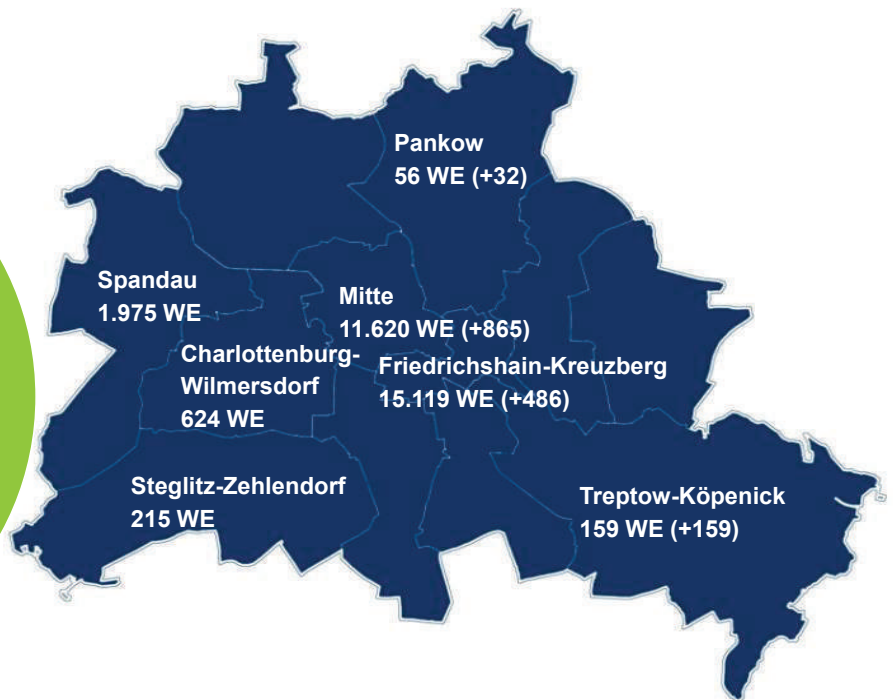 Pankow
56 WE (+32)
Spandau
1.975 WE
Mitte
11.620 WE (+865)
Charlottenburg-
Wilmersdorf
624 WE
Friedrichshain-Kreuzberg
15.119 WE (+486)
Steglitz-Zehlendorf
215 WE
Treptow-Köpenick
159 WE (+159)